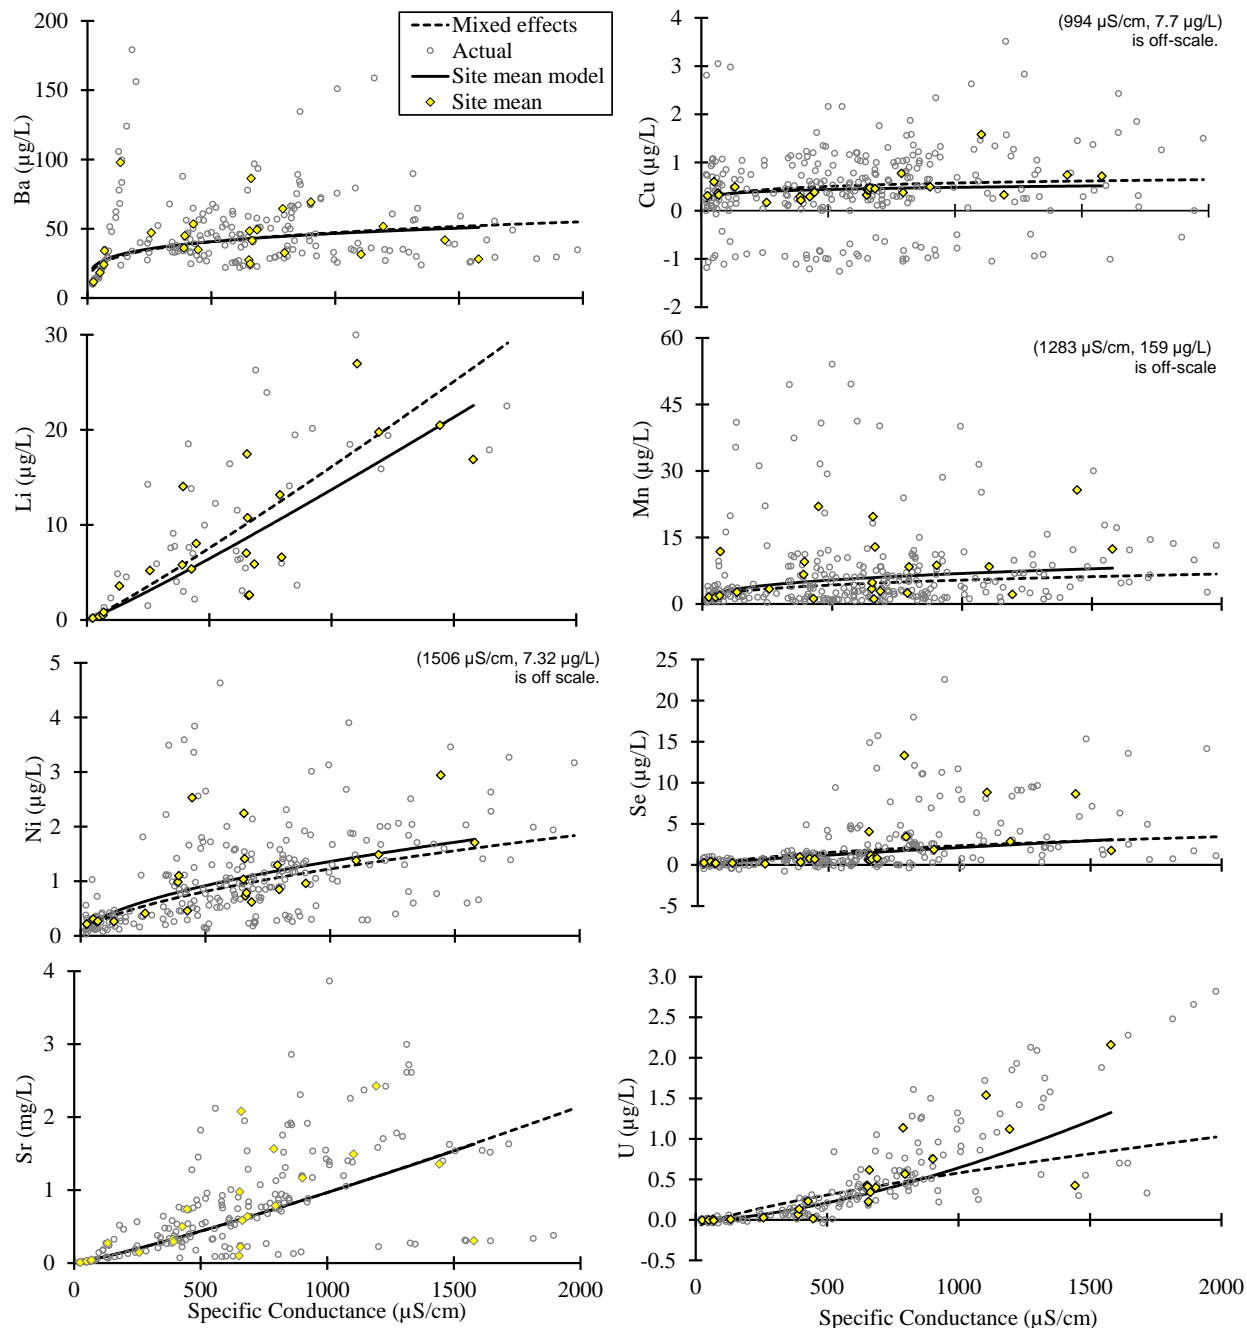 200
150
100
50
0
Ba (µg/L)
Mixed effects
Actual
Site mean model
Site mean
4
3
2
1
0
-1
-2
Cu (µg/L)
(994 µS/cm, 7.7 µg/L)
is off-scale.
30
20
10
0
Li (µg/L)
60
45
30
15
0
Mn (µg/L)
(1283 µS/cm, 159 µg/L)
is off-scale
5
4
3
2
1
0
Ni (µg/L)
(1506 µS/cm, 7.32 µg/L)
is off scale.
25
20
15
10
5
0
-5
Se (µg/L)
4
3
2
1
0
Sr (mg/L)
0
500
1000
1500
2000
Specific Conductance (µS/cm)
3.0
2.5
2.0
1.5
1.0
0.5
0.0
-0.5
U (µg/L)
0
500
1000
1500
2000
Specific Conductance (µS/cm)